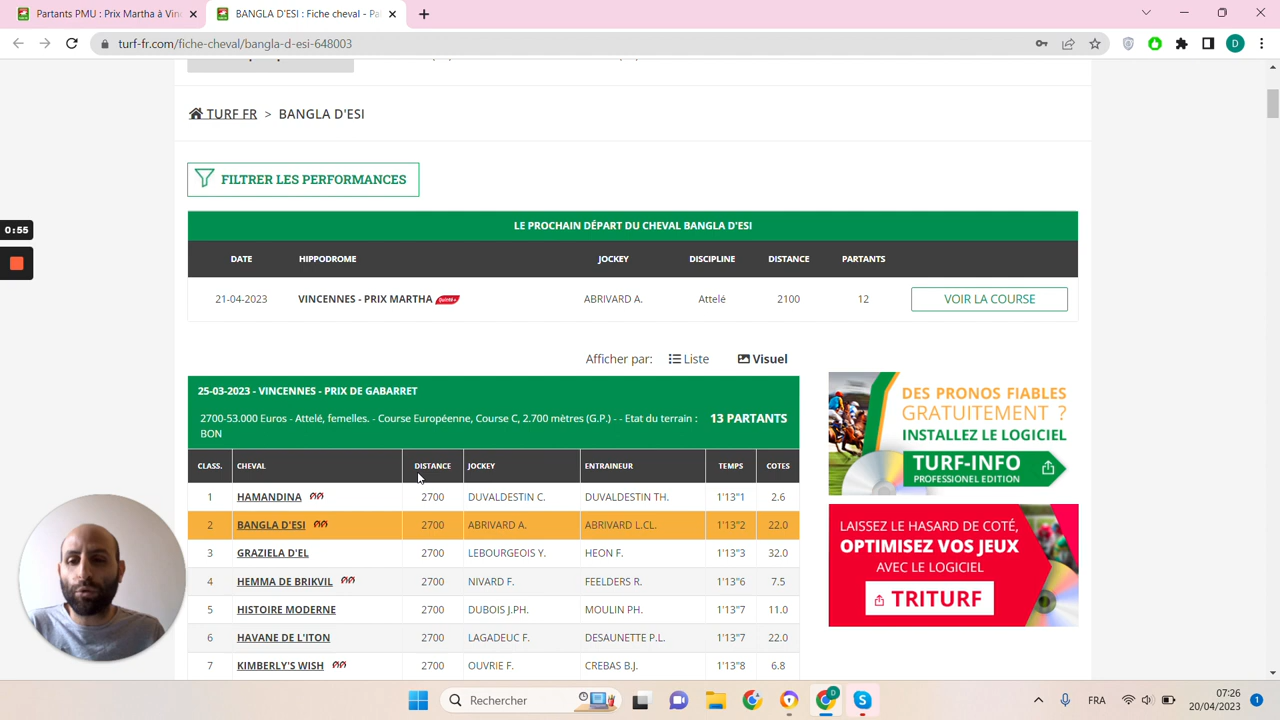 Partants PMU : Prix Martha à Vin
BANGLA D'ESI : Fiche cheval - Pa
turf-fr.com/fiche-cheval/bangla-d-esi-648003
D
TURF FR > BANGLA D'ESI
FILTRER LES PERFORMANCES
0:55
LE PROCHAIN DÉPART DU CHEVAL BANGLA D'ESI
DATE HIPPODROME JOCKEY DISCIPLINE DISTANCE PARTANTS
21-04-2023 VINCENNES - PRIX MARTHA Quinté+ ABRIVARD A. Attelé 2100 12 VOIR LA COURSE
Afficher par: Liste Visuel
25-03-2023 - VINCENNES - PRIX DE GABARRET
2700-53.000 Euros - Attelé, femelles. - Course Européenne, Course C, 2.700 mètres (G.P.) - - Etat du terrain :
BON
13 PARTANTS
CLASS. CHEVAL DISTANCE JOCKEY ENTRAINEUR TEMPS COTES
HAMANDINA 2700 DUVALDESTIN C. DUVALDESTIN TH. 1'13"1 2.6
2 BANGLA D'ESI 2700 ABRIVARD A. ABRIVARD L.CL. 1'13"2 22.0
3 GRAZIELA D'EL 2700 LEBOURGEOIS Y. HEON F. 1'13"3 32.0
HEMMA DE BRIKVIL 2700 NIVARD F. FEELDERS R. 1'13"6 7.5
5 HISTOIRE MODERNE 2700 DUBOIS J.PH. MOULIN PH. 1'13"7 11.0
6 HAVANE DE L'ITON 2700 LAGADEUC F. DESAUNETTE P.L. 1'13"7 22.0
7 KIMBERLY'S WISH 2700 OUVRIE F. CREBAS B.J. 1'13"8 6.8
DES PRONOS FIABLES
GRATUITEMENT ?
INSTALLEZ LE LOGICIEL
TURF-INFO
PROFESSIONEL EDITION
LAISSEZ LE HASARD DE COTÉ,
OPTIMISEZ VOS JEUX
AVEC LE LOGICIEL
TRITURF
Rechercher
D
FRA
07:26
20/04/2023
1